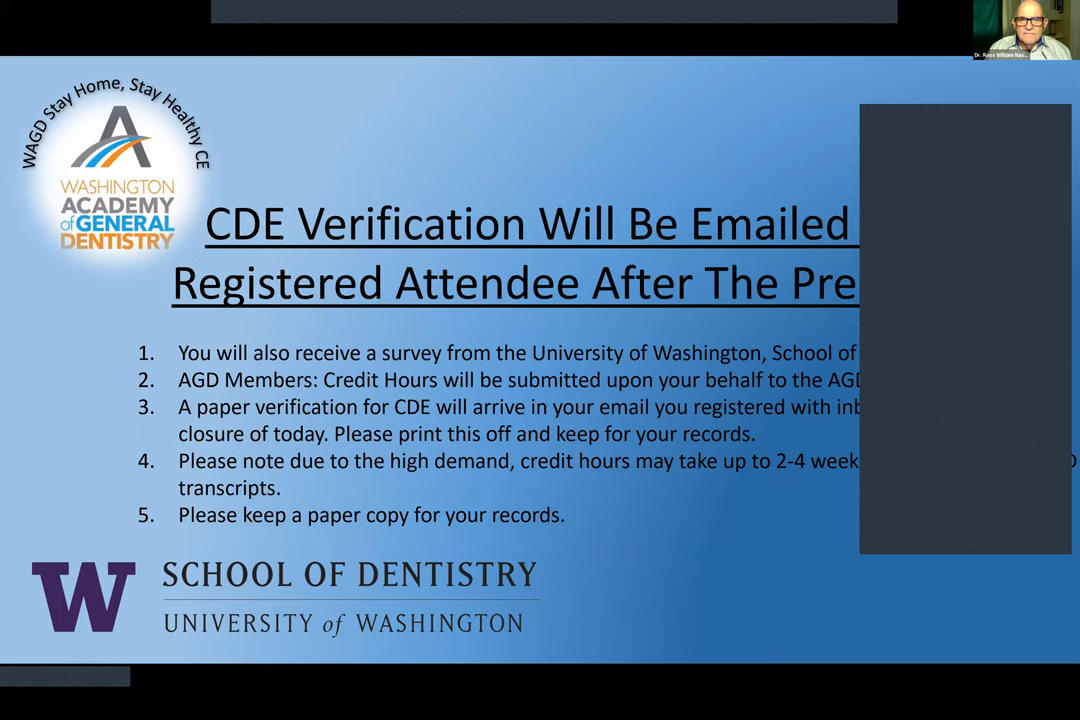 Dr. Ross William Nas...
WAGD Stay Home, Stay Healthy CE
WASHINGTON
ACADEMY
of GENERAL
DENTISTRY
CDE Verification Will Be Emailed
Registered Attendee After The Pre
1. You will also receive a survey from the University of Washington, School of
2. AGD Members: Credit Hours will be submitted upon your behalf to the AGD
3. A paper verification for CDE will arrive in your email you registered with
closure of today. Please print this off and keep for your records.
4. Please note due to the high demand, credit hours may take up to 2-4 week
transcripts.
5. Please keep a paper copy for your records.
W
SCHOOL OF DENTISTRY
UNIVERSITY of WASHINGTON